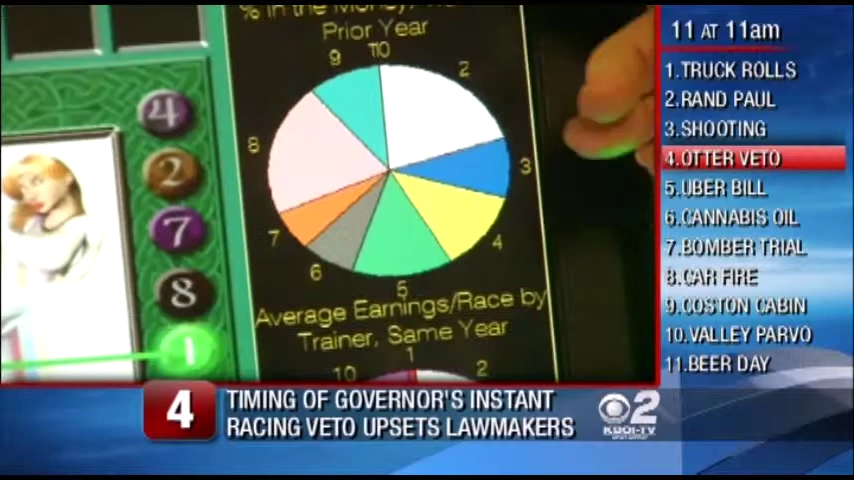 % in the Money
Prior Year
9
10
2
8
3
7
4
6
5
Average Earnings/Race by
Trainer, Same Year
1
10
2
4
2
7
8
1
11 AT 11am
1.TRUCK ROLLS
2.RAND PAUL
3.SHOOTING
4.OTTER VETO
5.UBER BILL
6.CANNABIS OIL
7.BOMBER TRIAL
8.CAR FIRE
9.COSTON CABIN
10.VALLEY PARVO
11.BEER DAY
4
TIMING OF GOVERNOR'S INSTANT
RACING VETO UPSETS LAWMAKERS
2
KBOI-TV